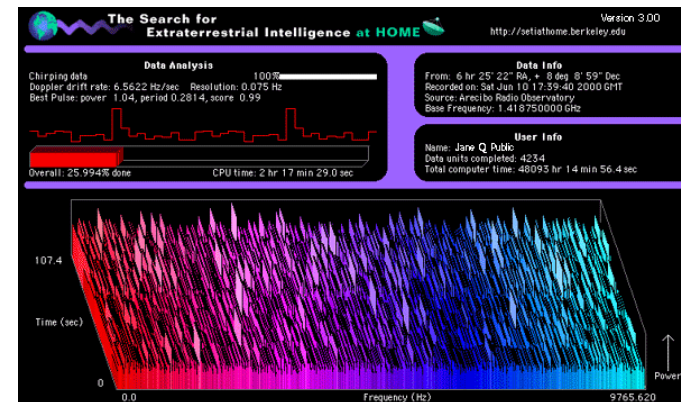 The Search for
Extraterrestrial Intelligence at HOME
Version 3.00
http://setiathome.berkeley.edu
Data Analysis
Chirping data 100%
Doppler drift rate: 6.5622 Hz/sec Resolution: 0.075 Hz
Best Pulse: power 1.04, period 0.2814, score 0.99
Overall: 25.994% done CPU time: 2 hr 17 min 29.0 sec
Data Info
From: 6 hr 25' 22" RA, + 8 deg 8' 59" Dec
Recorded on: Sat Jun 10 17:39:40 2000 GMT
Source: Arecibo Radio Observatory
Base Frequency: 1.418750000 GHz
User Info
Name: Jane Q Public
Data units completed: 4234
Total computer time: 48093 hr 14 min 56.4 sec
107.4
Time (sec)
0
0.0
Frequency (Hz)
9765.620
Power